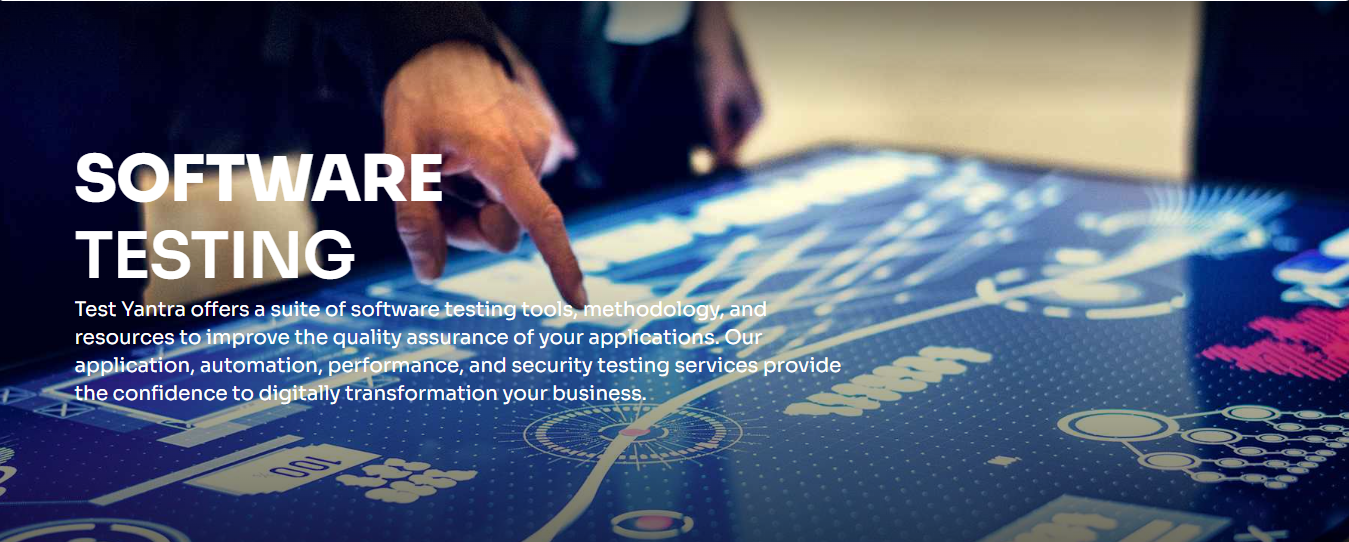 SOFTWARE
TESTING
Test Yantra offers a suite of software testing tools, methodology, and
resources to improve the quality assurance of your applications. Our
application, automation, performance, and security testing services provide
the confidence to digitally transformation your business.
100